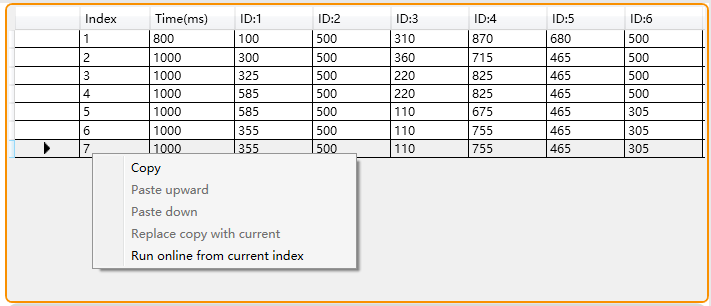 Index Time(ms) ID:1 ID:2 ID:3 ID:4 ID:5 ID:6
1 800 100 500 310 870 680 500
2 1000 300 500 360 715 465 500
3 1000 325 500 220 825 465 500
4 1000 585 500 220 825 465 500
5 1000 585 500 110 675 465 305
6 1000 355 500 110 755 465 305
7 1000 355 500 110 755 465 305
Copy
Paste upward
Paste down
Replace copy with current
Run online from current index